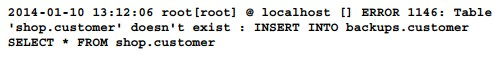 2014-01-10 13:12:06 root[root] @ localhost [] ERROR 1146: Table
'shop.customer' doesn't exist : INSERT INTO backups.customer
SELECT * FROM shop.customer